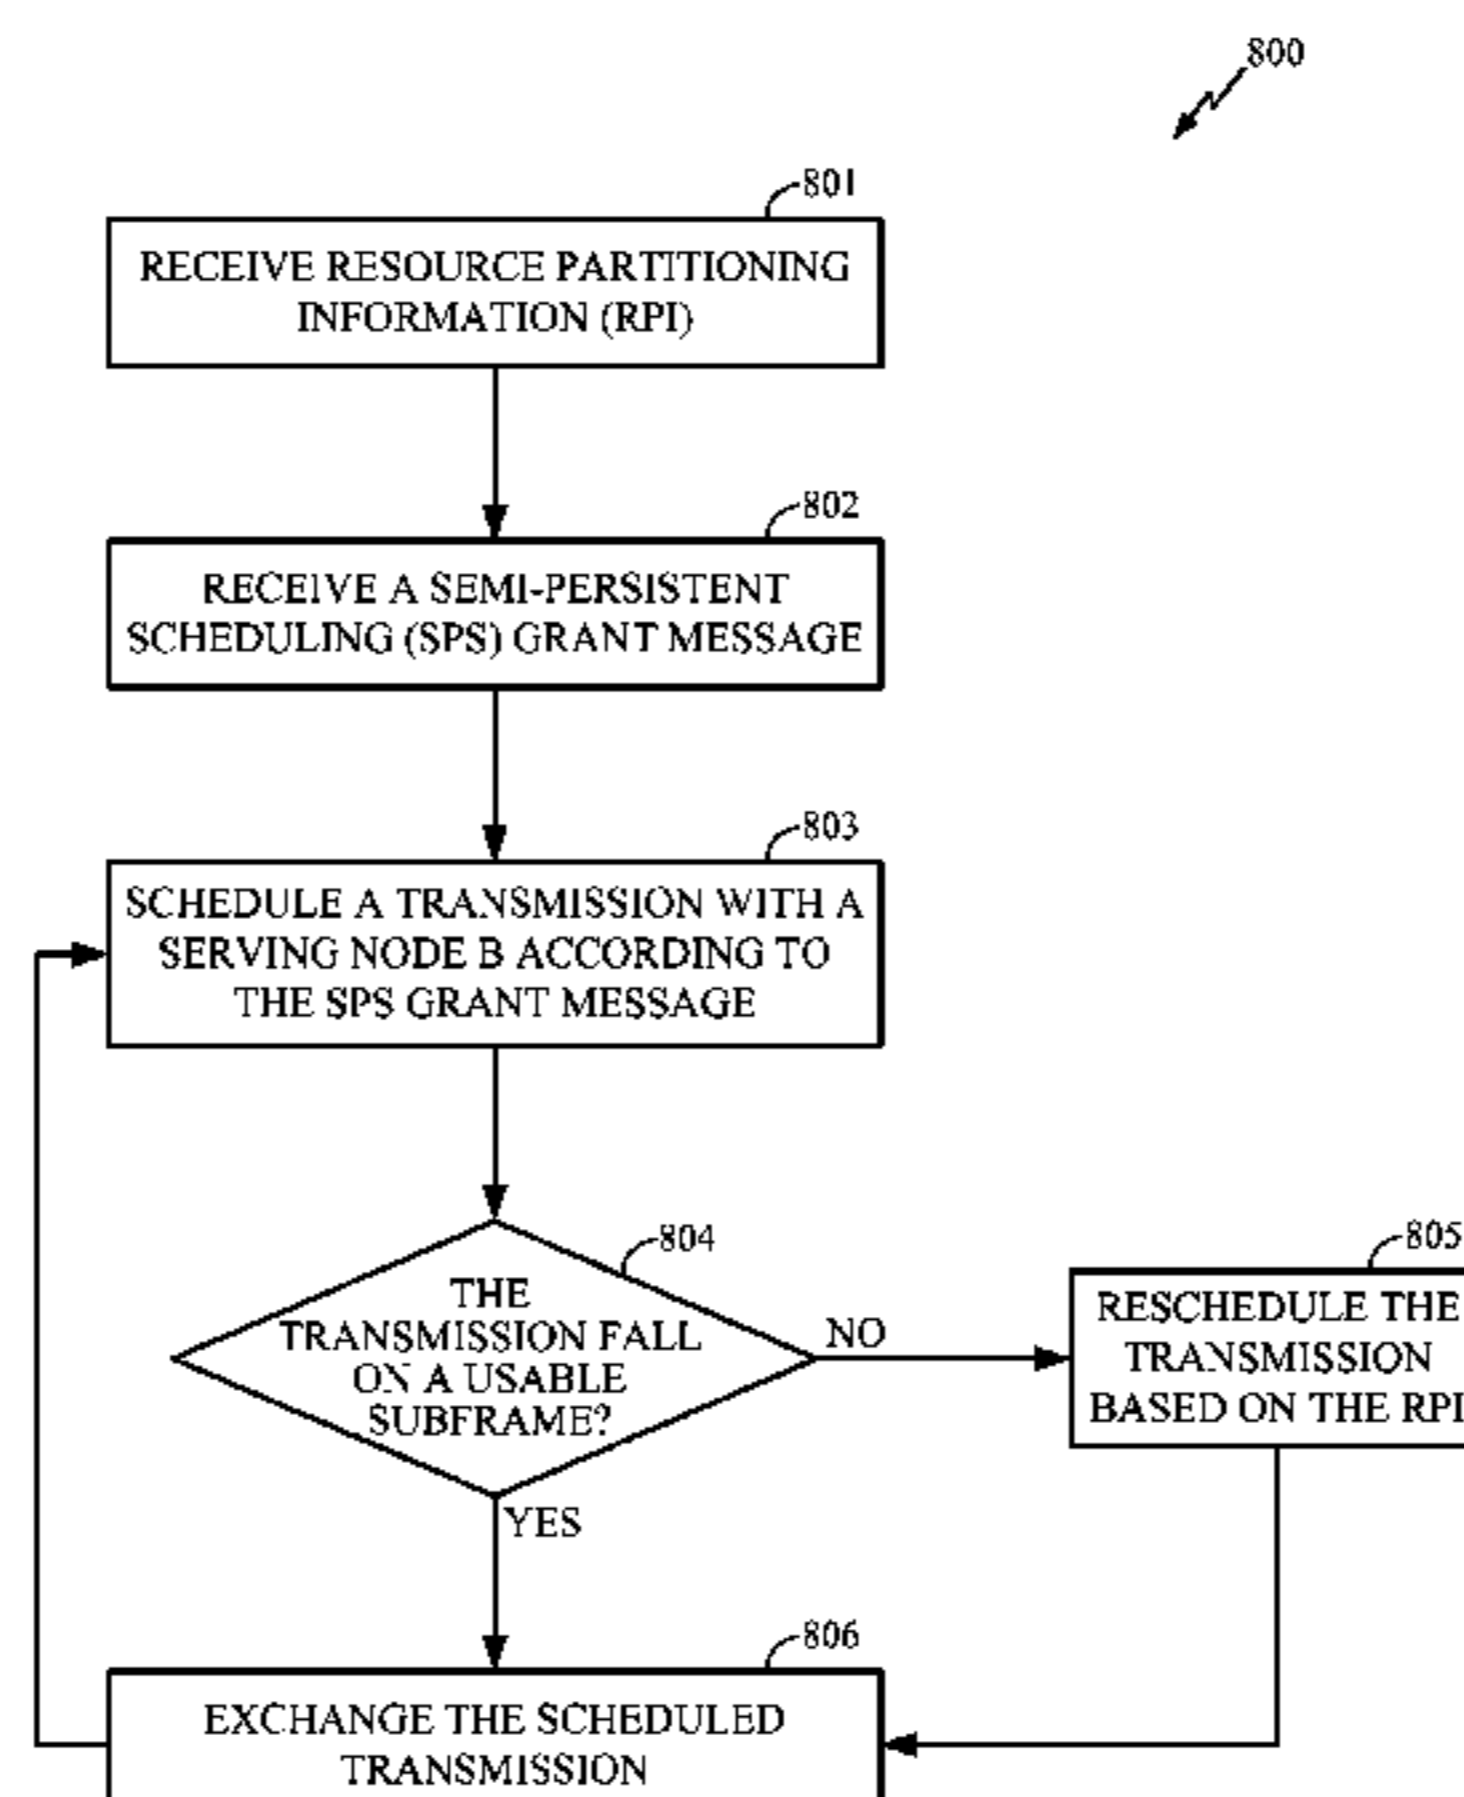 800
801
RECEIVE RESOURCE PARTITIONING
INFORMATION (RPI)
802
RECEIVE A SEMI-PERSISTENT
SCHEDULING (SPS) GRANT MESSAGE
803
SCHEDULE A TRANSMISSION WITH A
SERVING NODE B ACCORDING TO
THE SPS GRANT MESSAGE
804
THE
TRANSMISSION FALL
ON A USABLE
SUBFRAME?
NO
805
RESCHEDULE THE
TRANSMISSION
BASED ON THE RPI
YES
806
EXCHANGE THE SCHEDULED
TRANSMISSION